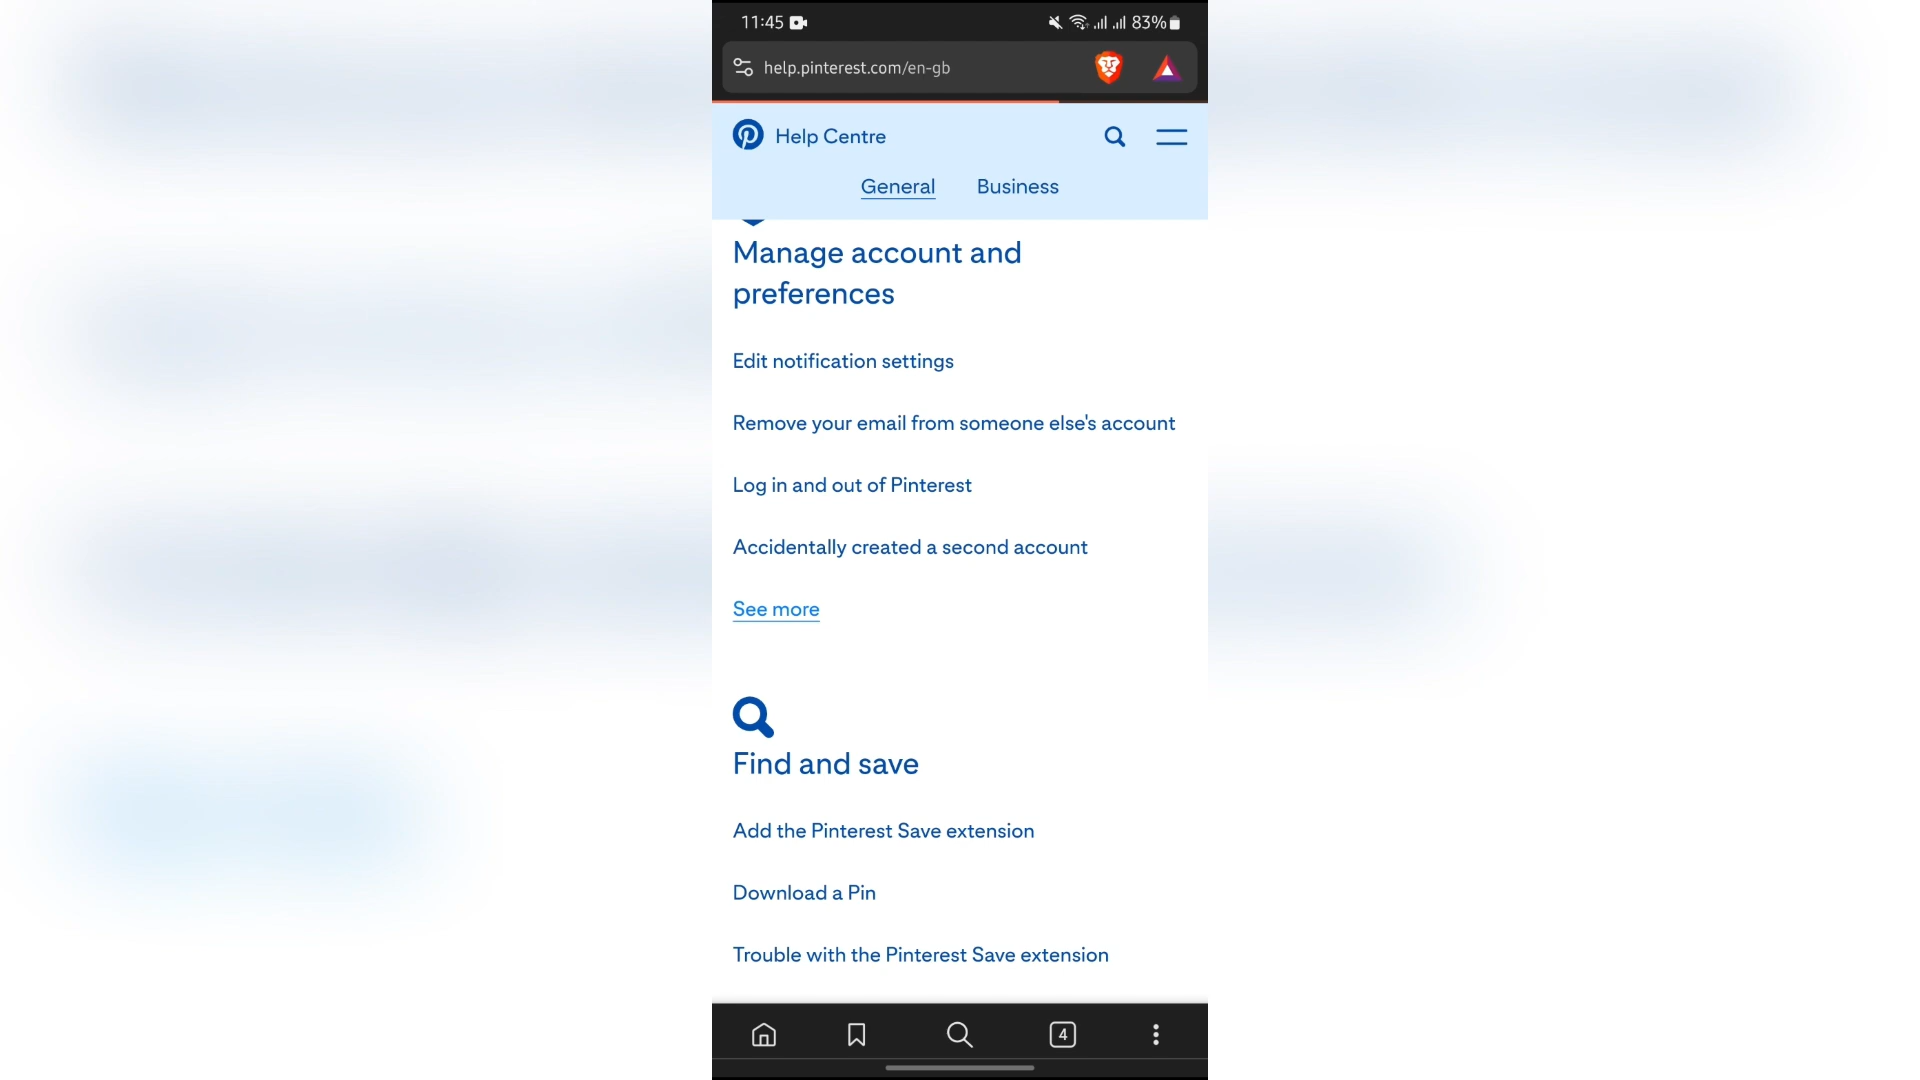 11:45
83%
help.pinterest.com/en-gb
Help Centre
General Business
Manage account and
preferences
Edit notification settings
Remove your email from someone else's account
Log in and out of Pinterest
Accidentally created a second account
See more
Find and save
Add the Pinterest Save extension
Download a Pin
Trouble with the Pinterest Save extension
4